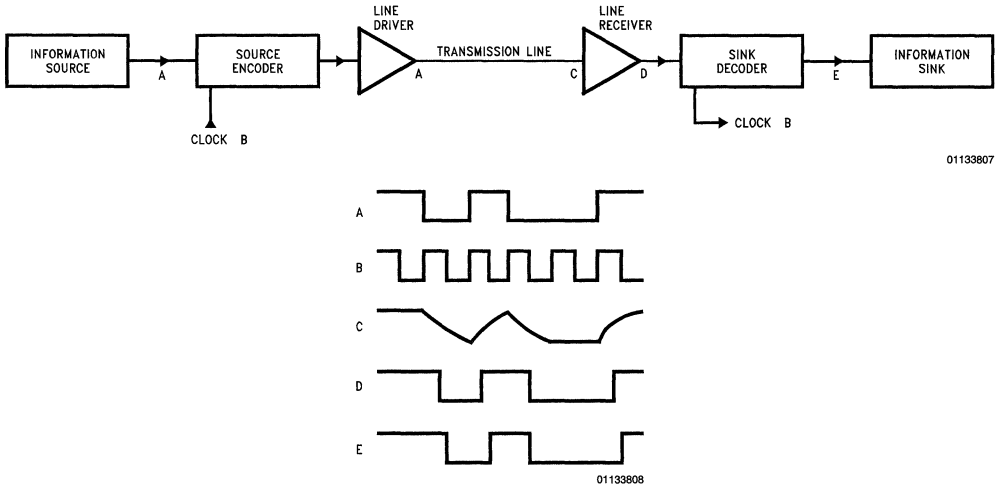 LINE
DRIVER
LINE
RECEIVER
INFORMATION
SOURCE
A
SOURCE
ENCODER
A
TRANSMISSION LINE
C
D
SINK
DECODER
E
INFORMATION
SINK
CLOCK B
CLOCK B
01133807
A
B
C
D
E
01133808